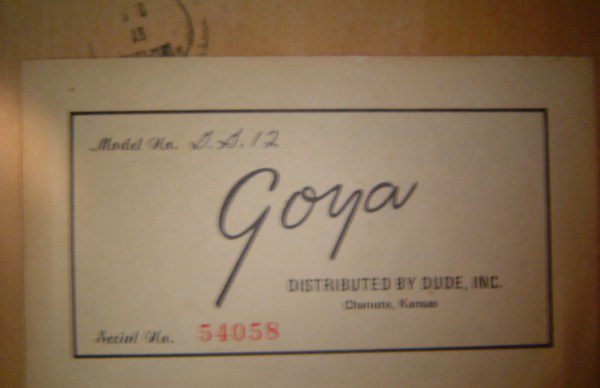 Model No. G.G.12
Goya
DISTRIBUTED BY DUDE, INC.
Chanute, Kansas
Serial No. 54058